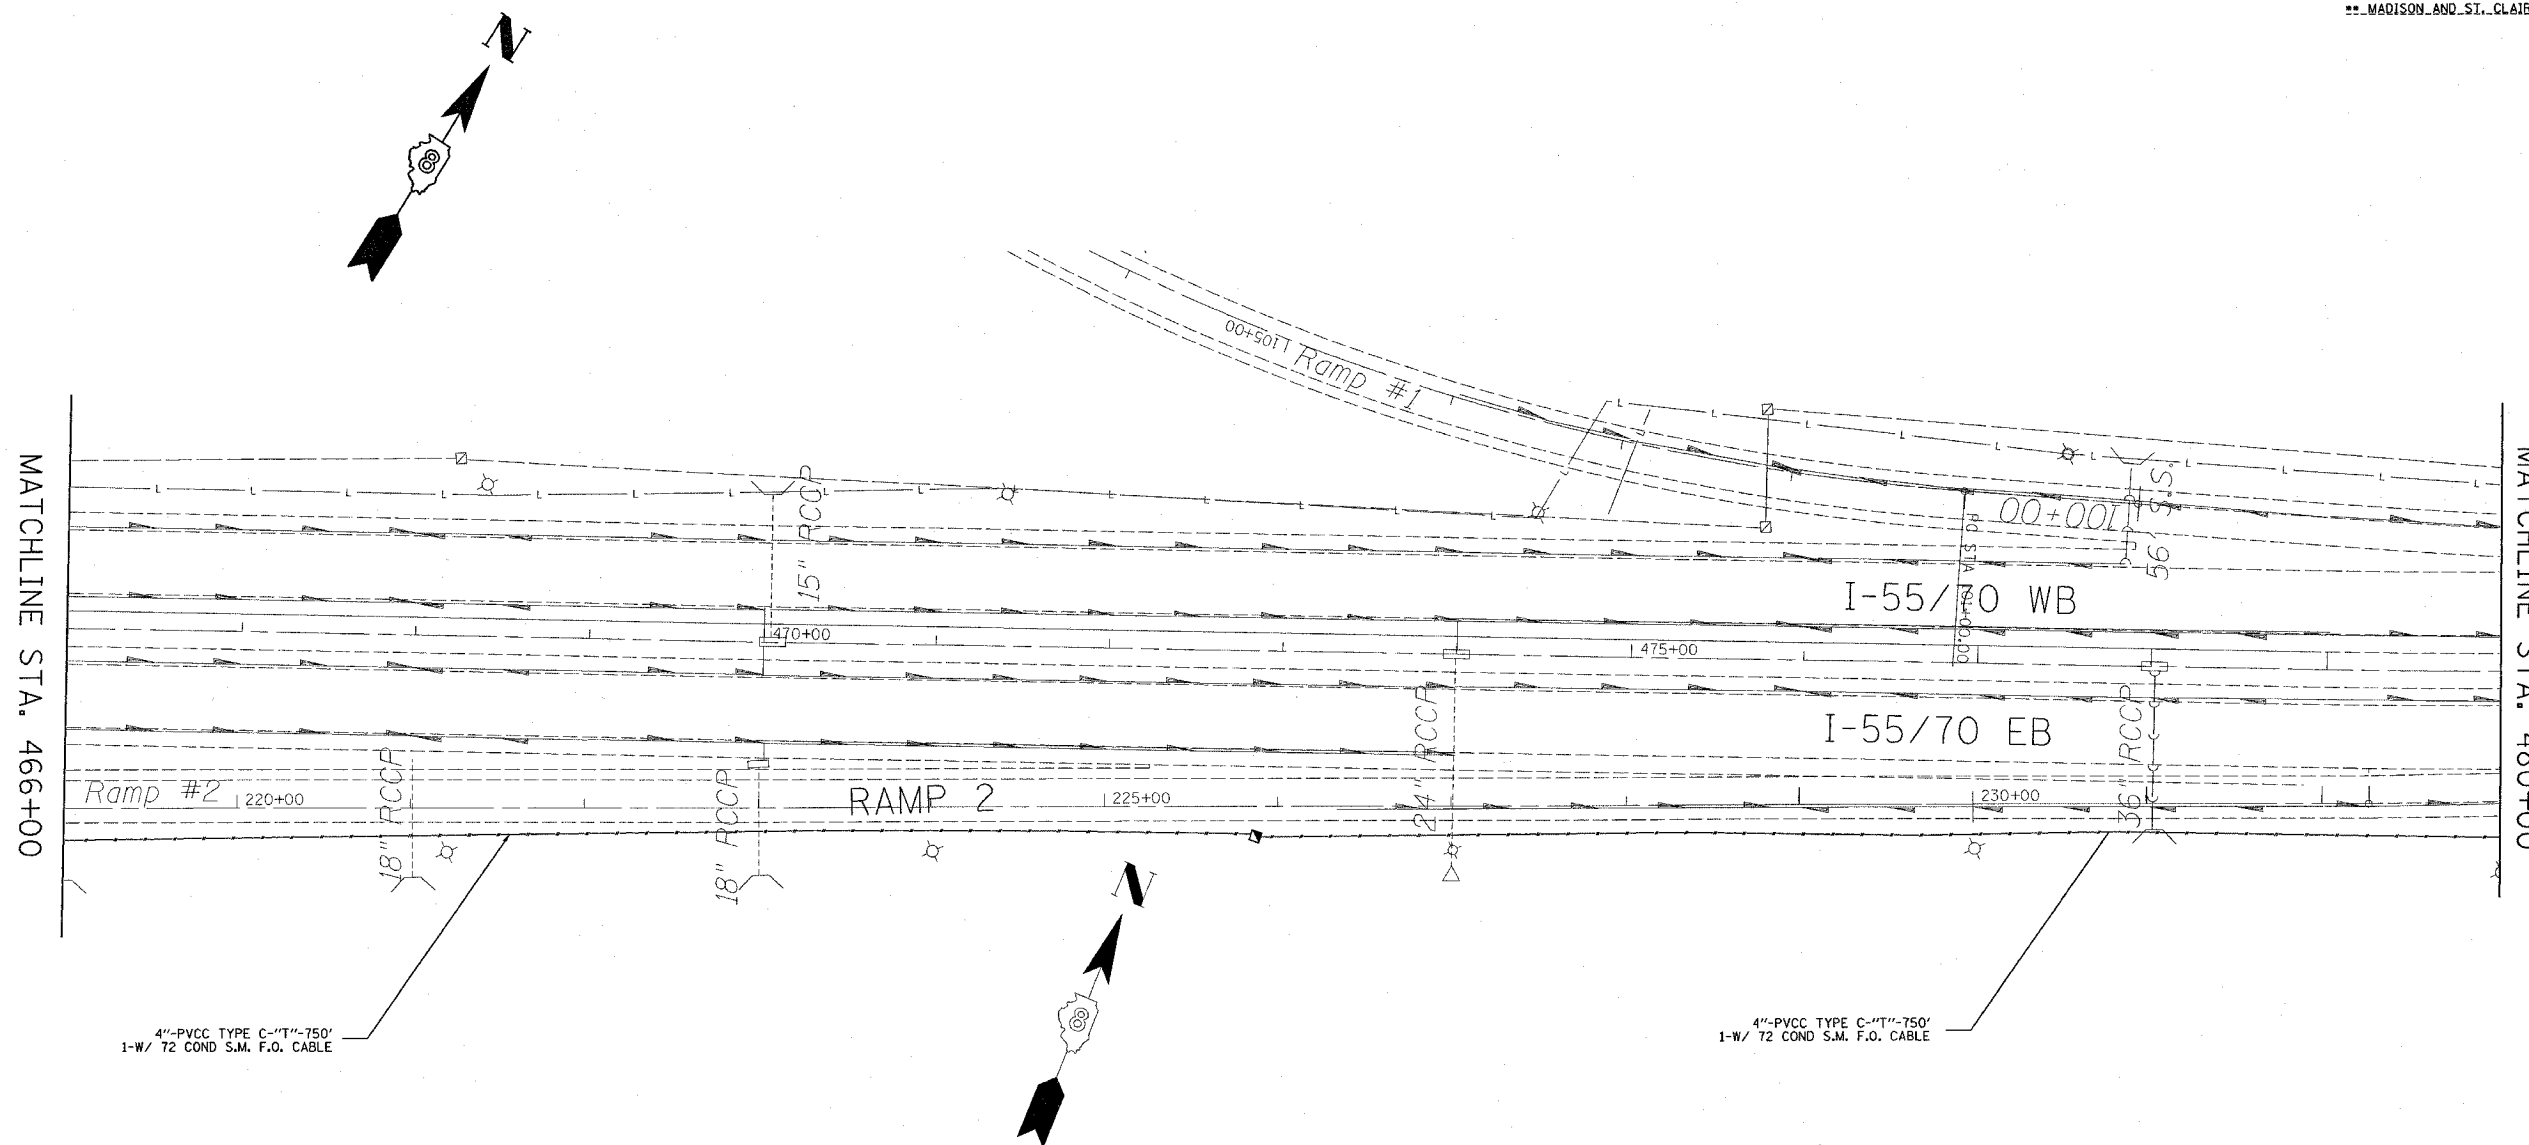 ** MADISON AND ST. CLAIR
N
8
1105+00
Ramp #1
MATCHLINE STA. 466+00
15" RCCP
100+00
56' S.S.
I-55/70 WB
470+00
475+00
I-55/70 EB
MATCHLINE STA. 480+00
Ramp #2
220+00
18" RCCP
18" RCCP
RAMP 2
225+00
24" RCCP
230+00
36" RCCP
N
8
4"-PVCC TYPE C-"T"-750'
1-W/ 72 COND S.M. F.O. CABLE
4"-PVCC TYPE C-"T"-750'
1-W/ 72 COND S.M. F.O. CABLE